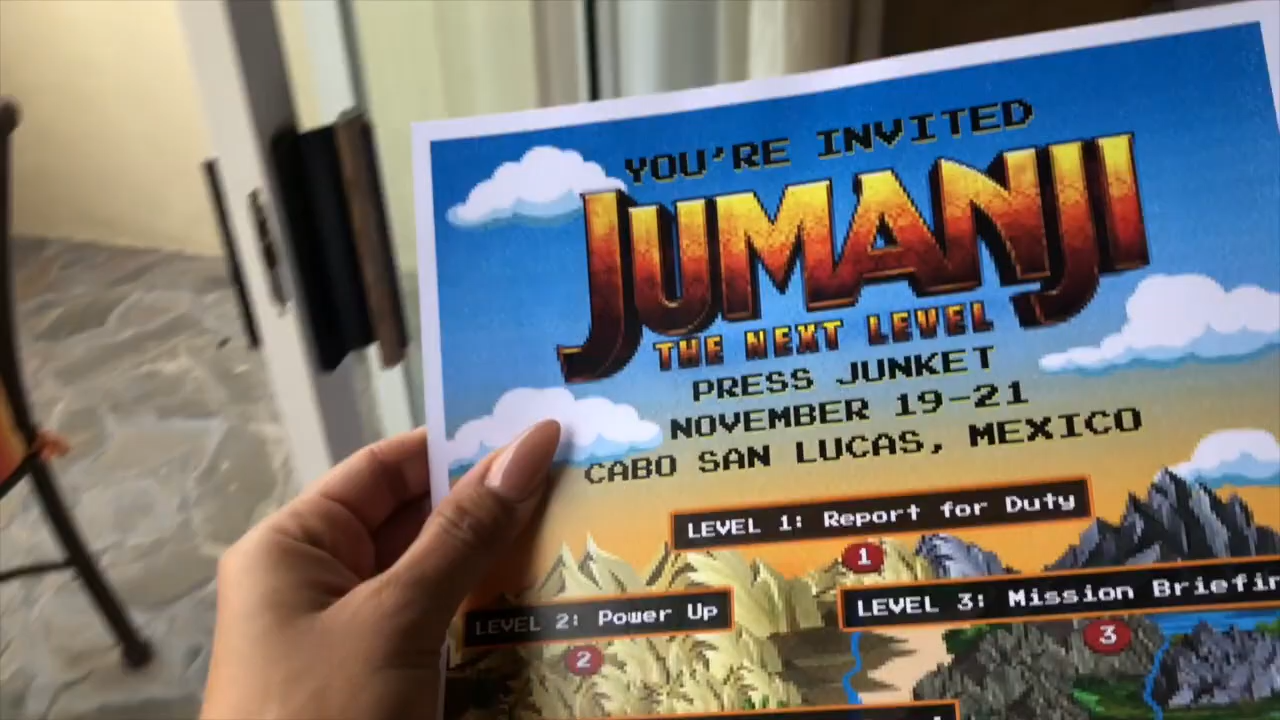 YOU'RE INVITED
JUMANJI
THE NEXT LEVEL
PRESS JUNKET
NOVEMBER 19-21
CABO SAN LUCAS, MEXICO
LEVEL 1: Report for Duty
1
LEVEL 2: Power Up
LEVEL 3: Mission Briefin
2
3